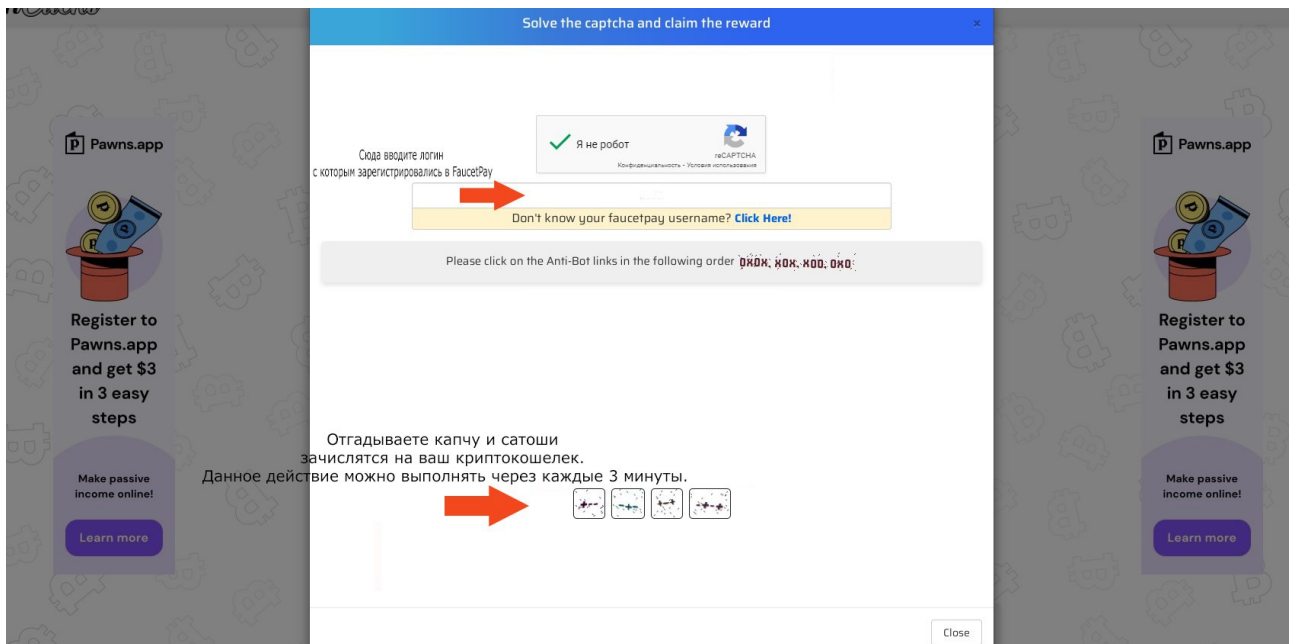 Solve the captcha and claim the reward ×
Pawns.app
Register to
Pawns.app
and get $3
in 3 easy
steps
Make passive
income online!
Learn more
Я не робот
reCAPTCHA
Конфиденциальность - Условия использования
Сюда вводите логин
с которым зарегистрировались в FaucetPay
Don't know your faucetpay username? Click Here!
Please click on the Anti-Bot links in the following order
Отгадываете капчу и сатоши
зачислятся на ваш криптокошелек.
Данное действие можно выполнять через каждые 3 минуты.
Close
Pawns.app
Register to
Pawns.app
and get $3
in 3 easy
steps
Make passive
income online!
Learn more